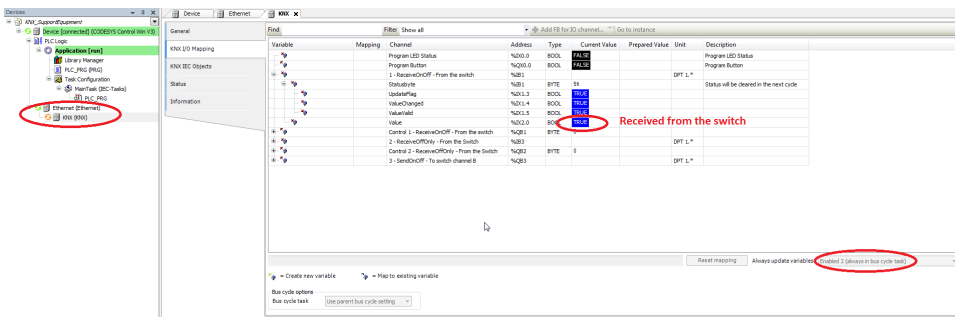 Devices
KNX_SupportEquipment
Device [connected] (CODESYS Control Win V3)
PLC Logic
Application [run]
Library Manager
PLC_PRG (PRG)
Task Configuration
MainTask (IEC-Tasks)
PLC_PRG
Ethernet (Ethernet)
KNX (KNX)
Device Ethernet KNX x
General
KNX I/O Mapping
KNX IEC Objects
Status
Information
Find Filter Show all Add FB for IO channel... Go to instance
Variable Mapping Channel Address Type Current Value Prepared Value Unit Description
Program LED Status %IX0.0 BOOL FALSE Program LED Status
Program Button %QX0.0 BOOL FALSE Program Button
1 - ReceiveOnOff - From the switch %IB1 DPT 1.*
Statusbyte %IB1 BYTE 56 Status will be cleared in the next cycle
UpdateFlag %IX1.3 BOOL TRUE
ValueChanged %IX1.4 BOOL TRUE
ValueValid %IX1.5 BOOL TRUE
Value %IX2.0 BOOL TRUE Received from the switch
Control 1 - ReceiveOnOff - From the Switch %QB1 BYTE
2 - ReceiveOffOnly - From the Switch %IB3 DPT 1.*
Control 2 - ReceiveOffOnly - From the Switch %QB2 BYTE 0
3 - SendOnOff - To switch channel B %QB3 DPT 1.*
Reset mapping Always update variables Enabled 2 (always in bus cycle task)
= Create new variable = Map to existing variable
Bus cycle options
Bus cycle task Use parent bus cycle setting